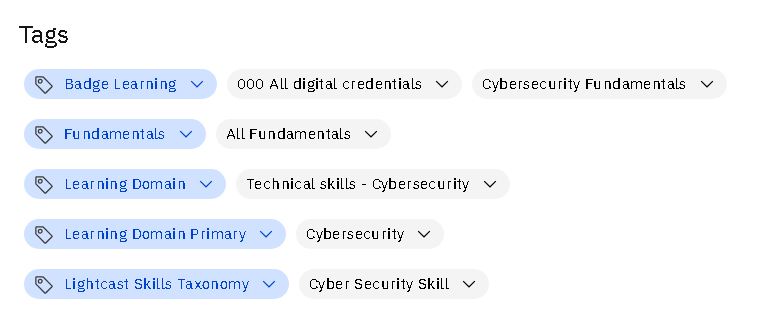 Tags
Badge Learning 000 All digital credentials Cybersecurity Fundamentals
Fundamentals All Fundamentals
Learning Domain Technical skills - Cybersecurity
Learning Domain Primary Cybersecurity
Lightcast Skills Taxonomy Cyber Security Skill